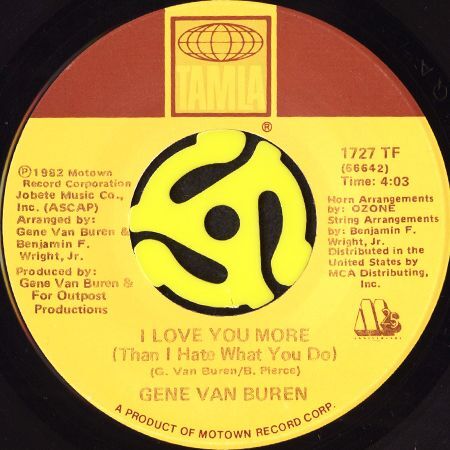 TAMLA
®
℗1982 Motown
Record Corporation
Jobete Music Co.,
Inc. (ASCAP)
Arranged by:
Gene Van Buren &
Benjamin F.
Wright, Jr.
Produced by:
Gene Van Buren &
For Outpost
Productions
1727 TF
(66642)
Time: 4:03
Horn Arrangements
by: OZONE
String Arrangements
by: Benjamin F.
Wright, Jr.
Distributed in the
United States by
MCA Distributing,
Inc.
M25
ANNIVERSARY
I LOVE YOU MORE
(Than I Hate What You Do)
(G. Van Buren/B. Pierce)
GENE VAN BUREN
A PRODUCT OF MOTOWN RECORD CORP.